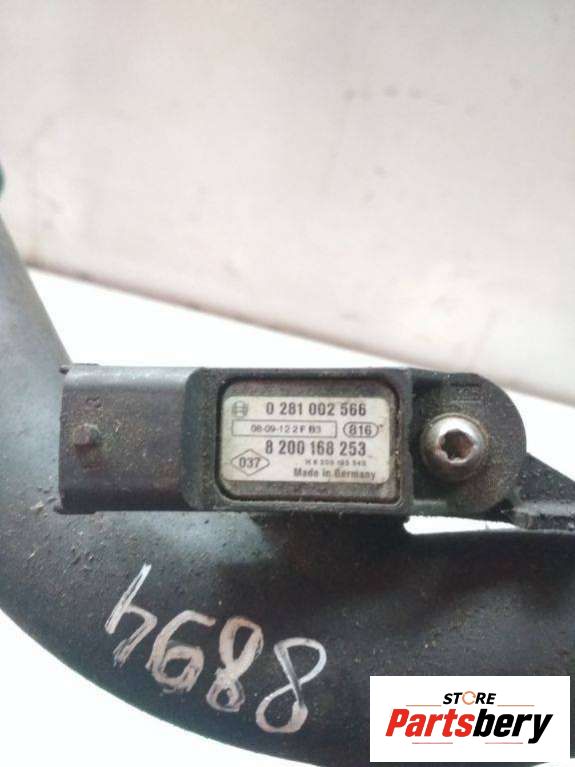 0 281 002 566
08-09-12 2 F B3
816
8 200 168 253
037
Made in Germany
8894
STORE
Partsbery